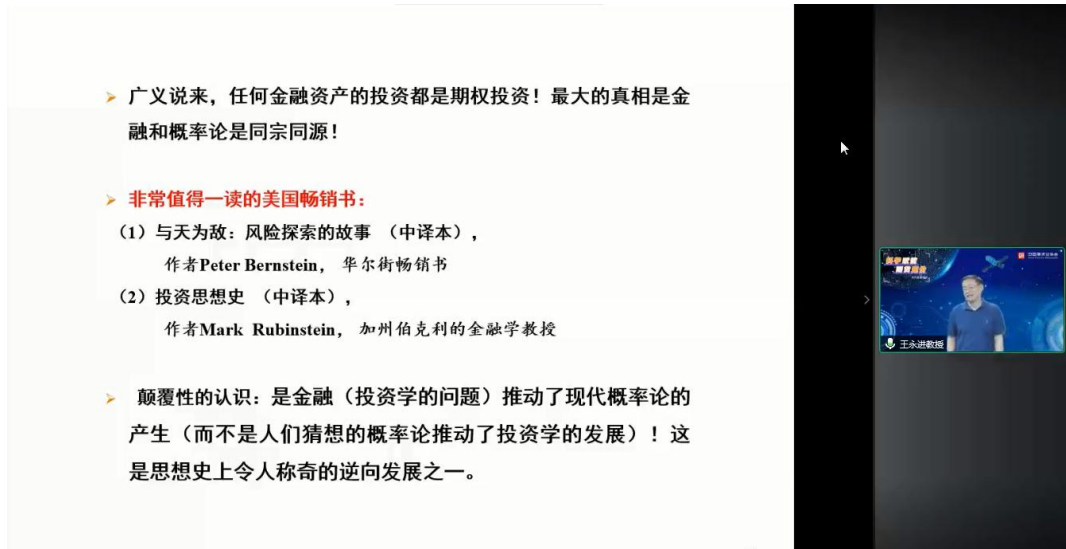 广义说来，任何金融资产的投资都是期权投资！最大的真相是金
融和概率论是同宗同源！
非常值得一读的美国畅销书：
（1）与天为敌：风险探索的故事 （中译本），
作者Peter Bernstein， 华尔街畅销书
（2）投资思想史 （中译本），
作者Mark Rubinstein， 加州伯克利的金融学教授
颠覆性的认识：是金融（投资学的问题）推动了现代概率论的
产生（而不是人们猜想的概率论推动了投资学的发展）！这
是思想史上令人称奇的逆向发展之一。
王永进教授